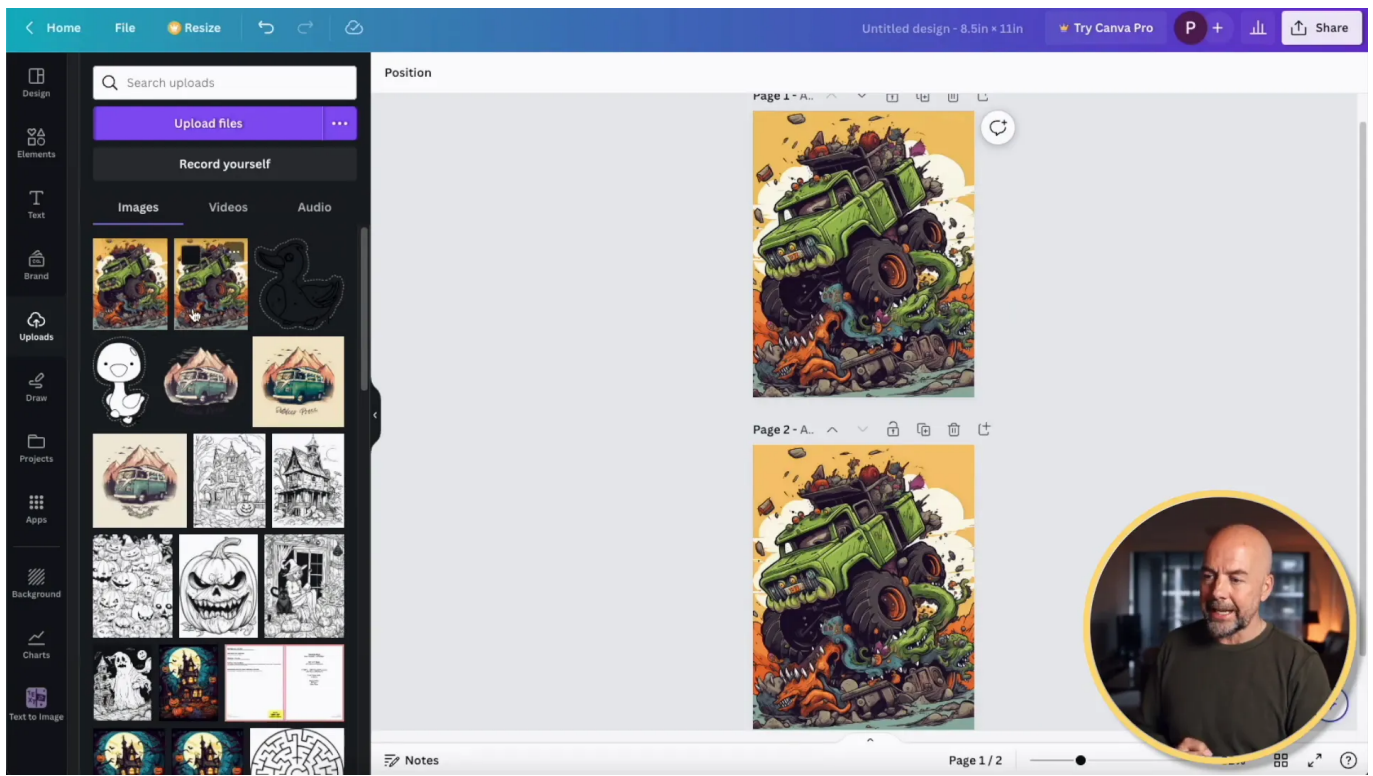 Home File Resize Untitled design - 8.5in × 11in Try Canva Pro P Share
Design
Elements
Text
Brand
Uploads
Draw
Projects
Apps
Background
Charts
Text to Image
Search uploads
Upload files
Record yourself
Images Videos Audio
Position
Page 1 - A..
Page 2 - A..
Notes
Page 1 / 2